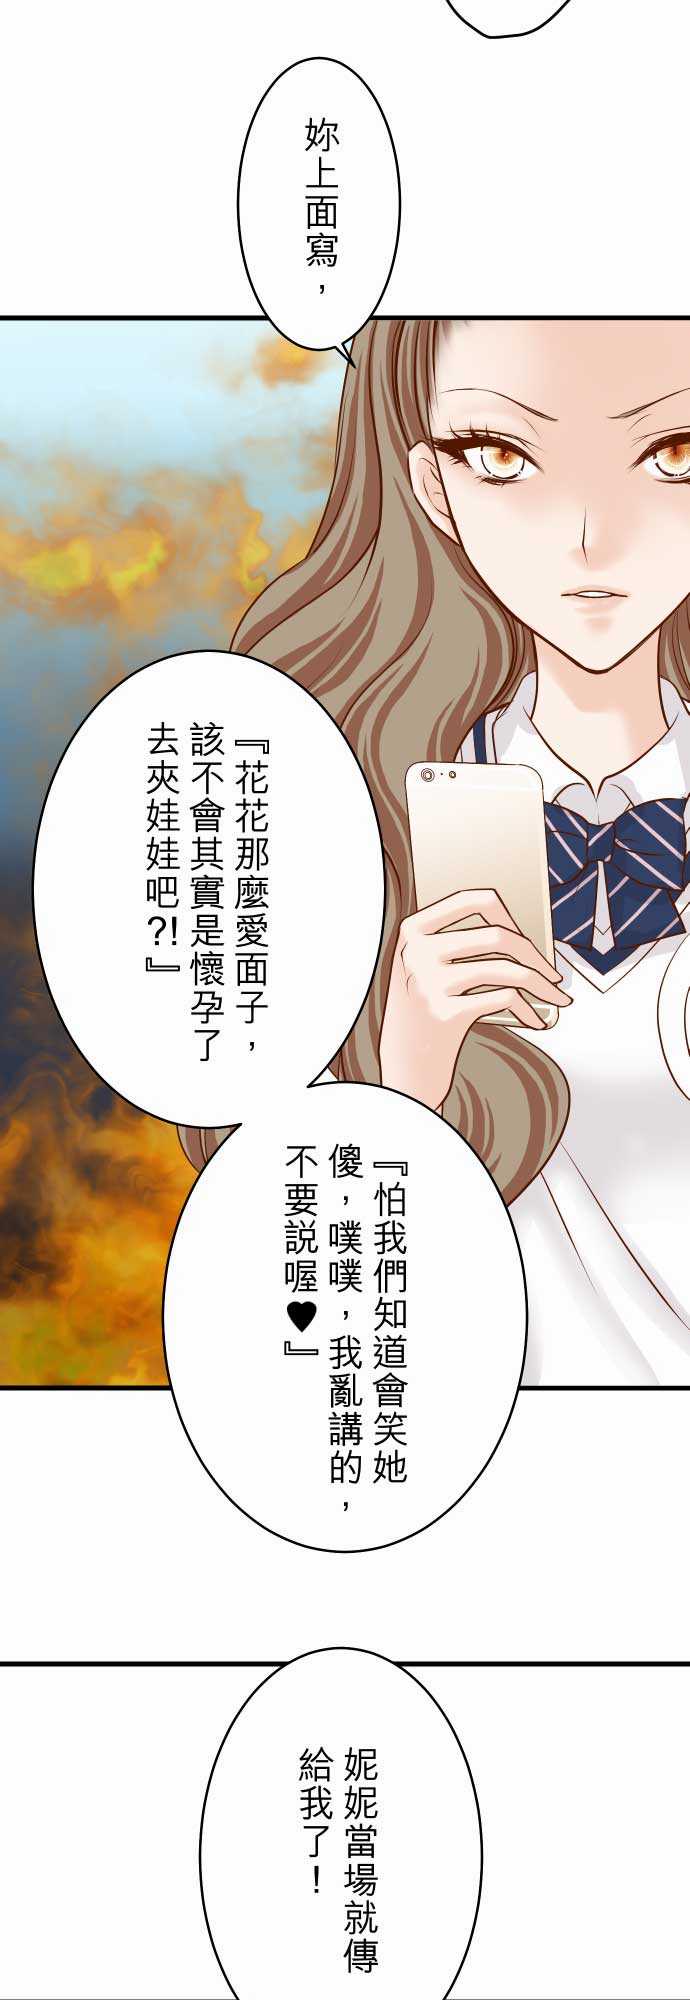 妳上面寫，
『花花那麼愛面子，
該不會其實是懷孕了
去夾娃娃吧?!』
『怕我們知道會笑她
傻，噗噗，我亂講的，
不要說喔♥』
妮妮當場就傳
給我了！